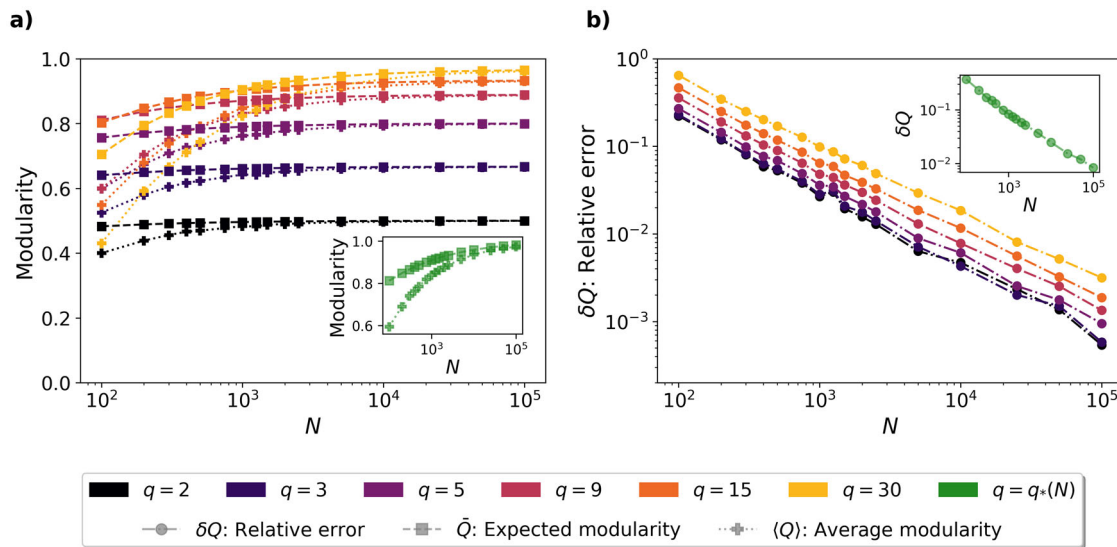 a)
Modularity
1.0
0.8
0.6
0.4
0.2
0.0
10² 10³ 10⁴ 10⁵
N
Modularity
1.0
0.8
0.6
10³ 10⁵
N
b)
δQ: Relative error
10⁰
10⁻¹
10⁻²
10⁻³
10² 10³ 10⁴ 10⁵
N
δQ
10⁻¹
10⁻²
10³ 10⁵
N
q = 2 q = 3 q = 5 q = 9 q = 15 q = 30 q = q*(N)
δQ: Relative error Q̄: Expected modularity ⟨Q⟩: Average modularity